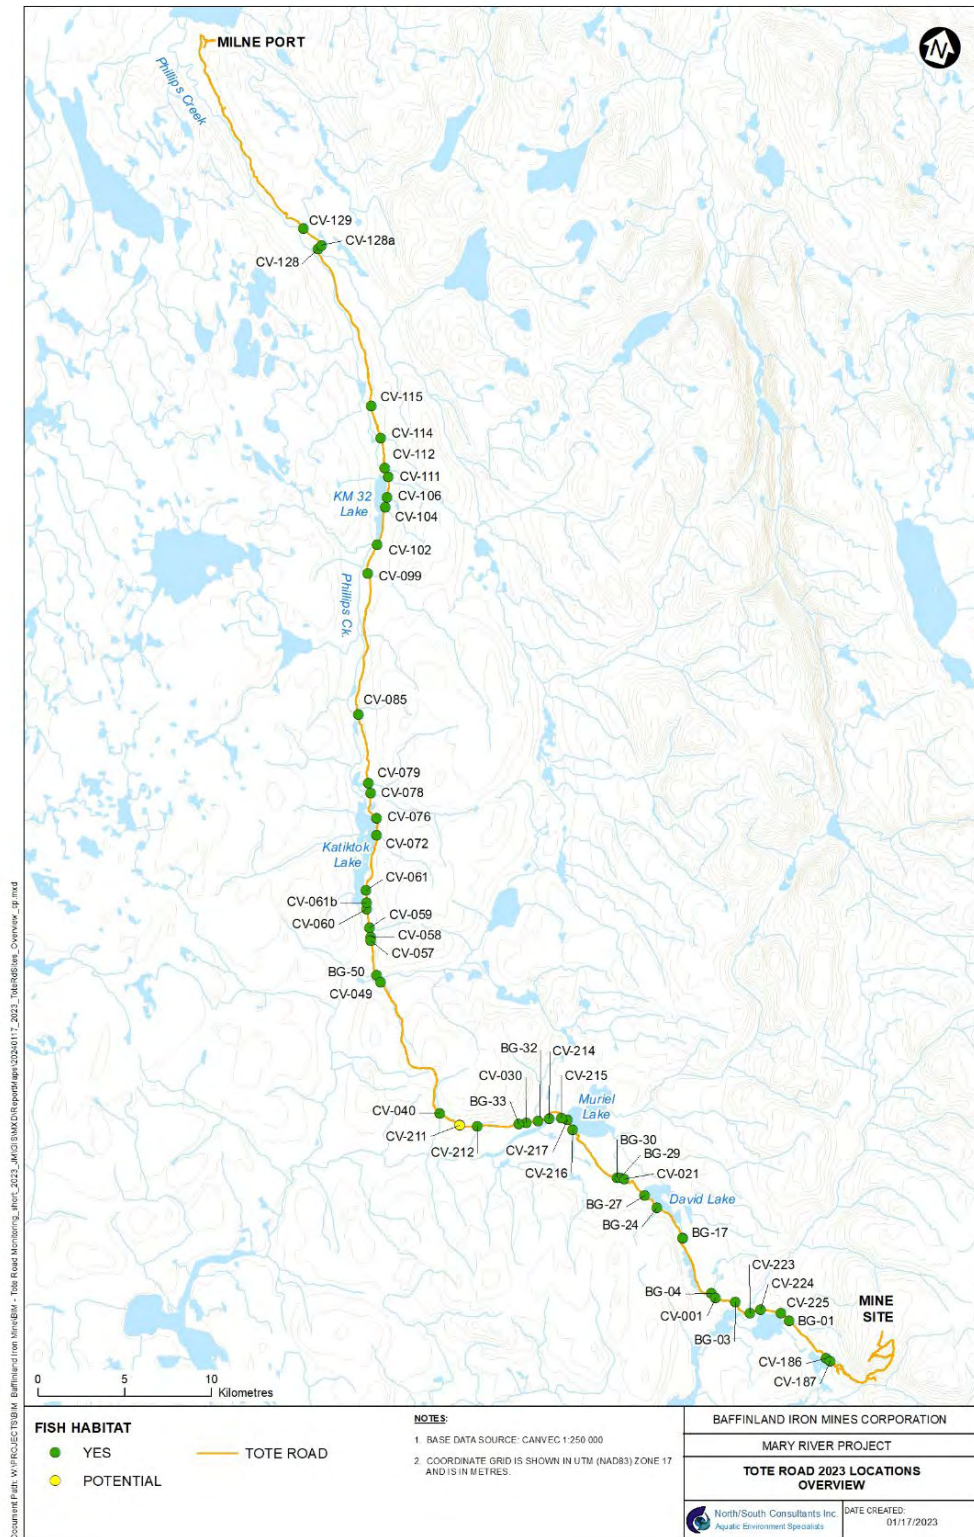 MILNE PORT
N
Phillips Creek
CV-129
CV-128a
CV-128
CV-115
CV-114
CV-112
CV-111
KM 32
Lake
CV-106
CV-104
CV-102
CV-099
Phillips Ck.
CV-085
CV-079
CV-078
CV-076
CV-072
Katiktok
Lake
CV-061
CV-061b
CV-060
CV-059
CV-058
CV-057
BG-50
CV-049
BG-32
CV-214
CV-030
CV-215
BG-33
Muriel
Lake
CV-040
CV-211
CV-212
CV-217
CV-216
BG-30
BG-29
CV-021
BG-27
BG-24
David Lake
BG-17
CV-223
CV-224
BG-04
CV-225
CV-001
BG-01
BG-03
MINE
SITE
CV-186
CV-187
0 5 10
Kilometres
FISH HABITAT
YES
TOTE ROAD
POTENTIAL
NOTES:
1. BASE DATA SOURCE: CANVEC 1:250 000
2. COORDINATE GRID IS SHOWN IN UTM (NAD83) ZONE 17
AND IS IN METRES.
BAFFINLAND IRON MINES CORPORATION
MARY RIVER PROJECT
TOTE ROAD 2023 LOCATIONS
OVERVIEW
North/South Consultants Inc.
Aquatic Environment Specialists
DATE CREATED:
01/17/2023